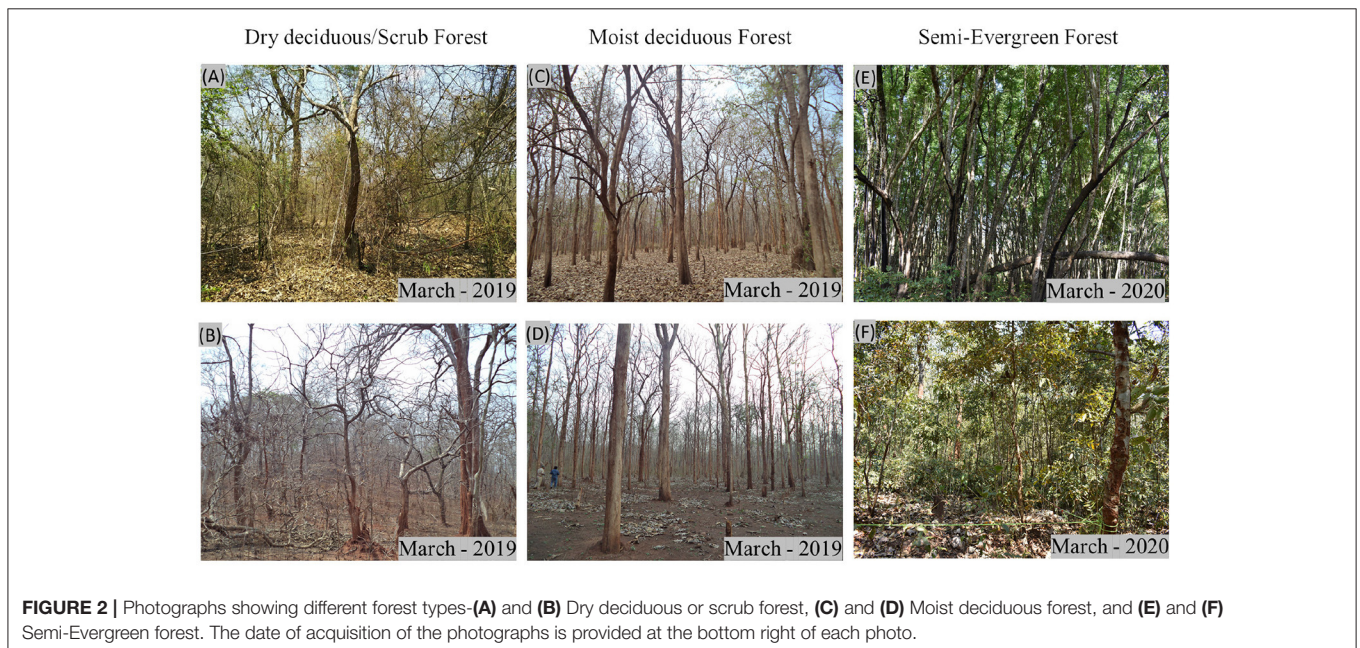 Dry deciduous/Scrub Forest
Moist deciduous Forest
Semi-Evergreen Forest
(A)
(C)
(E)
March - 2019
March - 2019
March - 2020
(B)
(D)
(F)
March - 2019
March - 2019
March - 2020
FIGURE 2 | Photographs showing different forest types-(A) and (B) Dry deciduous or scrub forest, (C) and (D) Moist deciduous forest, and (E) and (F)
Semi-Evergreen forest. The date of acquisition of the photographs is provided at the bottom right of each photo.